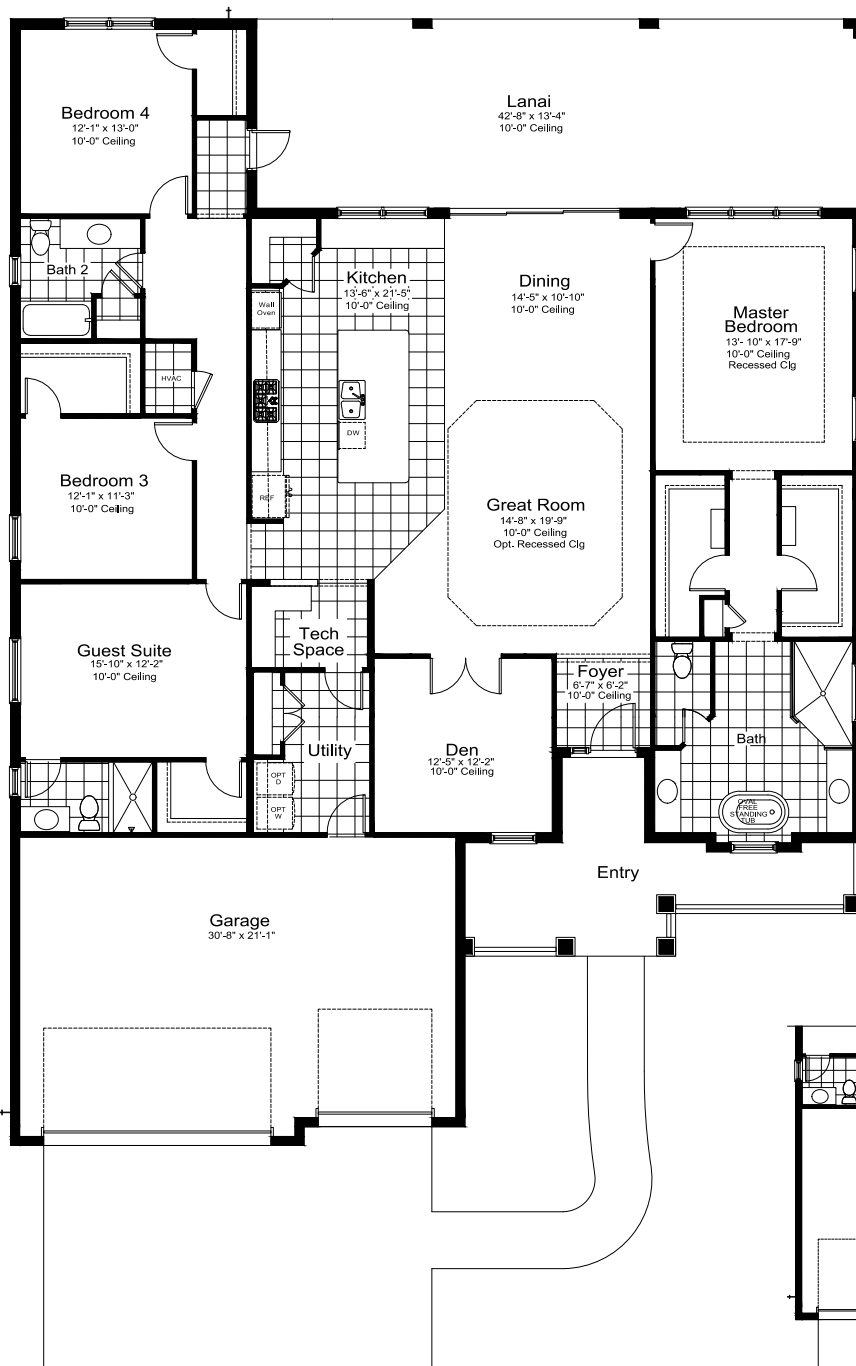 Bedroom 4
12'-1" x 13'-0"
10'-0" Ceiling
Lanai
42'-8" x 13'-4"
10'-0" Ceiling
Bath 2
Kitchen
13'-6" x 21'-5"
10'-0" Ceiling
Wall
Oven
Dining
14'-5" x 10'-10"
10'-0" Ceiling
Master
Bedroom
13'- 10" x 17'-9"
10'-0" Ceiling
Recessed Clg
HVAC
DW
REF
Bedroom 3
12'-1" x 11'-3"
10'-0" Ceiling
Great Room
14'-8" x 19'-9"
10'-0" Ceiling
Opt. Recessed Clg
Guest Suite
15'-10" x 12'-2"
10'-0" Ceiling
Tech
Space
Foyer
6'-7" x 6'-2"
10'-0" Ceiling
Utility
OPT
D
OPT
W
Den
12'-5" x 12'-2"
10'-0" Ceiling
Bath
OVAL
FREE
STANDING
TUB
Entry
Garage
30'-8" x 21'-1"